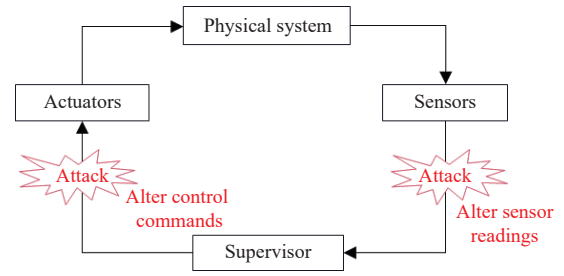 Physical system
Actuators
Sensors
Attack
Attack
Alter control
commands
Alter sensor
readings
Supervisor